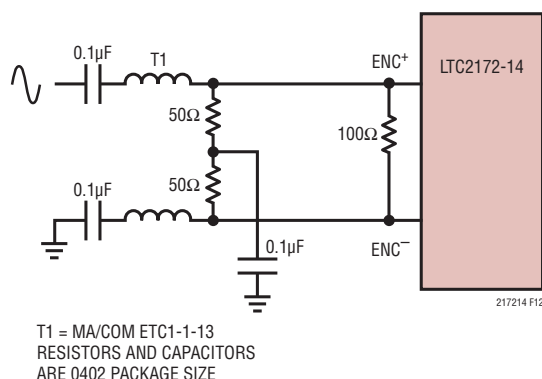 0.1µF
T1
ENC+
LTC2172-14
50Ω
100Ω
50Ω
0.1µF
0.1µF
ENC–
217214 F12
T1 = MA/COM ETC1-1-13
RESISTORS AND CAPACITORS
ARE 0402 PACKAGE SIZE